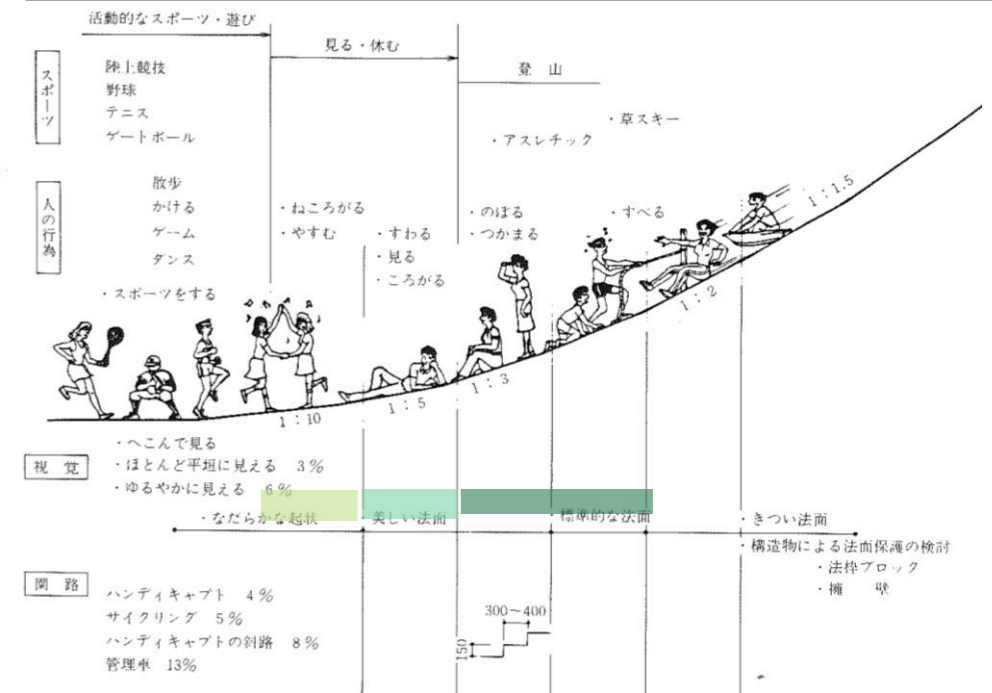 活動的なスポーツ・遊び
見る・休む
登 山
スポーツ
陸上競技
野球
テニス
ゲートボール
・草スキー
・アスレチック
人の行為
散歩
かける
ゲーム
ダンス
・スポーツをする
・ねころがる
・やすむ
・すわる
・見る
・ころがる
・のぼる
・つかまる
・すべる
1：10
1：5
1：3
1：2
1：1.5
視 覚
・へこんで見る
・ほとんど平垣に見える 3%
・ゆるやかに見える 6%
・なだらかな起状
・美しい法面
・標準的な法面
・きつい法面
・構造物による法面保護の検討
・法枠ブロック
・擁 壁
園 路
ハンディキャプト 4%
サイクリング 5%
ハンディキャプトの斜路 8%
管理車 13%
300〜400
150